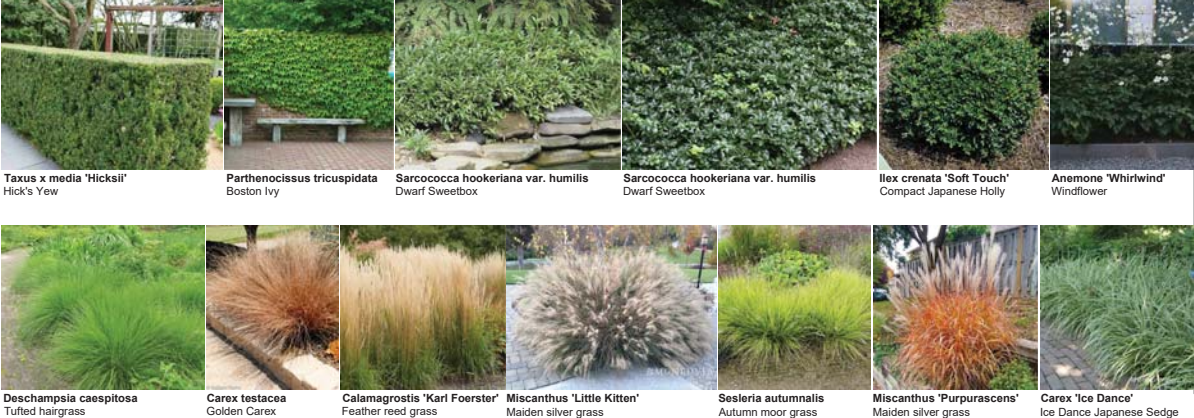 Taxus x media 'Hicksii'
Hick's Yew
Parthenocissus tricuspidata
Boston Ivy
Sarcococca hookeriana var. humilis
Dwarf Sweetbox
Sarcococca hookeriana var. humilis
Dwarf Sweetbox
Ilex crenata 'Soft Touch'
Compact Japanese Holly
Anemone 'Whirlwind'
Windflower
MONROVIA
Deschampsia caespitosa
Tufted hairgrass
Carex testacea
Golden Carex
Calamagrostis 'Karl Foerster'
Feather reed grass
Miscanthus 'Little Kitten'
Maiden silver grass
Sesleria autumnalis
Autumn moor grass
Miscanthus 'Purpurascens'
Maiden silver grass
Carex 'Ice Dance'
Ice Dance Japanese Sedge